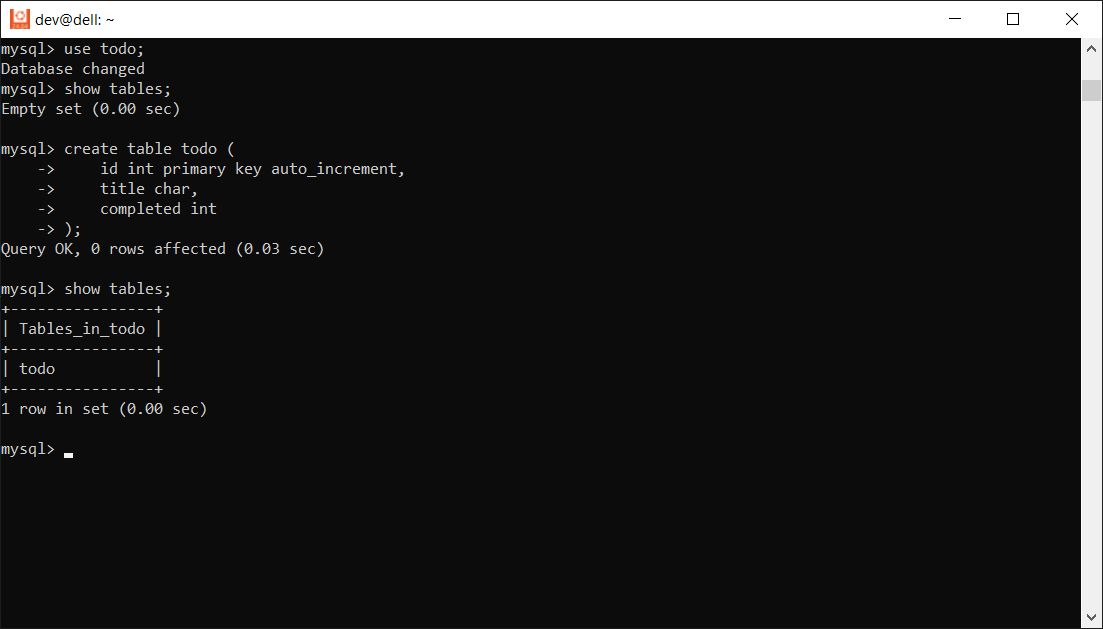 dev@dell: ~
mysql> use todo;
Database changed
mysql> show tables;
Empty set (0.00 sec)

mysql> create table todo (
    ->     id int primary key auto_increment,
    ->     title char,
    ->     completed int
    -> );
Query OK, 0 rows affected (0.03 sec)

mysql> show tables;
+----------------+
| Tables_in_todo |
+----------------+
| todo           |
+----------------+
1 row in set (0.00 sec)

mysql>